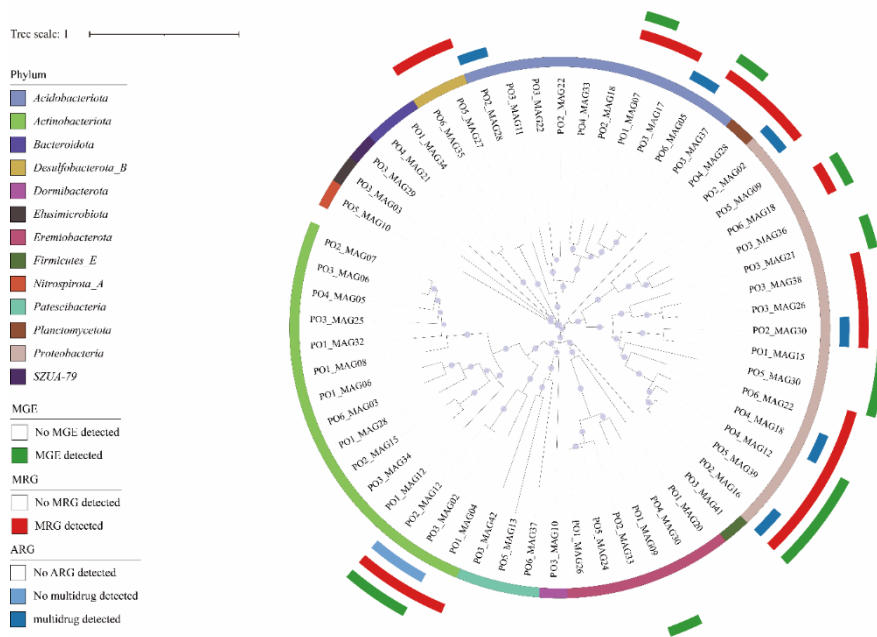 Tree scale: 1
Phylum
Acidobacteriota
Actinobacteriota
Bacteroidota
Desulfobacterota_B
Dormibacterota
Elusimicrobiota
Eremiobacterota
Firmicutes_E
Nitrospirota_A
Patescibacteria
Planctomycetota
Proteobacteria
SZUA-79
MGE
No MGE detected
MGE detected
MRG
No MRG detected
MRG detected
ARG
No ARG detected
No multidrug detected
multidrug detected
PO5_MAG10
PO3_MAG03
PO3_MAG29
PO4_MAG21
PO1_MAG34
PO6_MAG35
PO5_MAG27
PO2_MAG28
PO3_MAG11
PO3_MAG22
PO2_MAG22
PO4_MAG33
PO2_MAG18
PO1_MAG07
PO3_MAG17
PO6_MAG05
PO3_MAG37
PO4_MAG28
PO2_MAG02
PO5_MAG09
PO6_MAG18
PO3_MAG36
PO3_MAG21
PO3_MAG38
PO3_MAG26
PO2_MAG30
PO1_MAG15
PO5_MAG30
PO6_MAG22
PO4_MAG18
PO4_MAG12
PO5_MAG39
PO2_MAG16
PO3_MAG41
PO1_MAG20
PO4_MAG30
PO1_MAG09
PO2_MAG33
PO5_MAG24
PO1_MAG26
PO3_MAG10
PO6_MAG37
PO5_MAG13
PO3_MAG42
PO1_MAG04
PO3_MAG02
PO2_MAG12
PO1_MAG12
PO3_MAG34
PO2_MAG15
PO1_MAG28
PO6_MAG03
PO1_MAG06
PO1_MAG08
PO1_MAG32
PO3_MAG25
PO4_MAG05
PO3_MAG06
PO2_MAG07